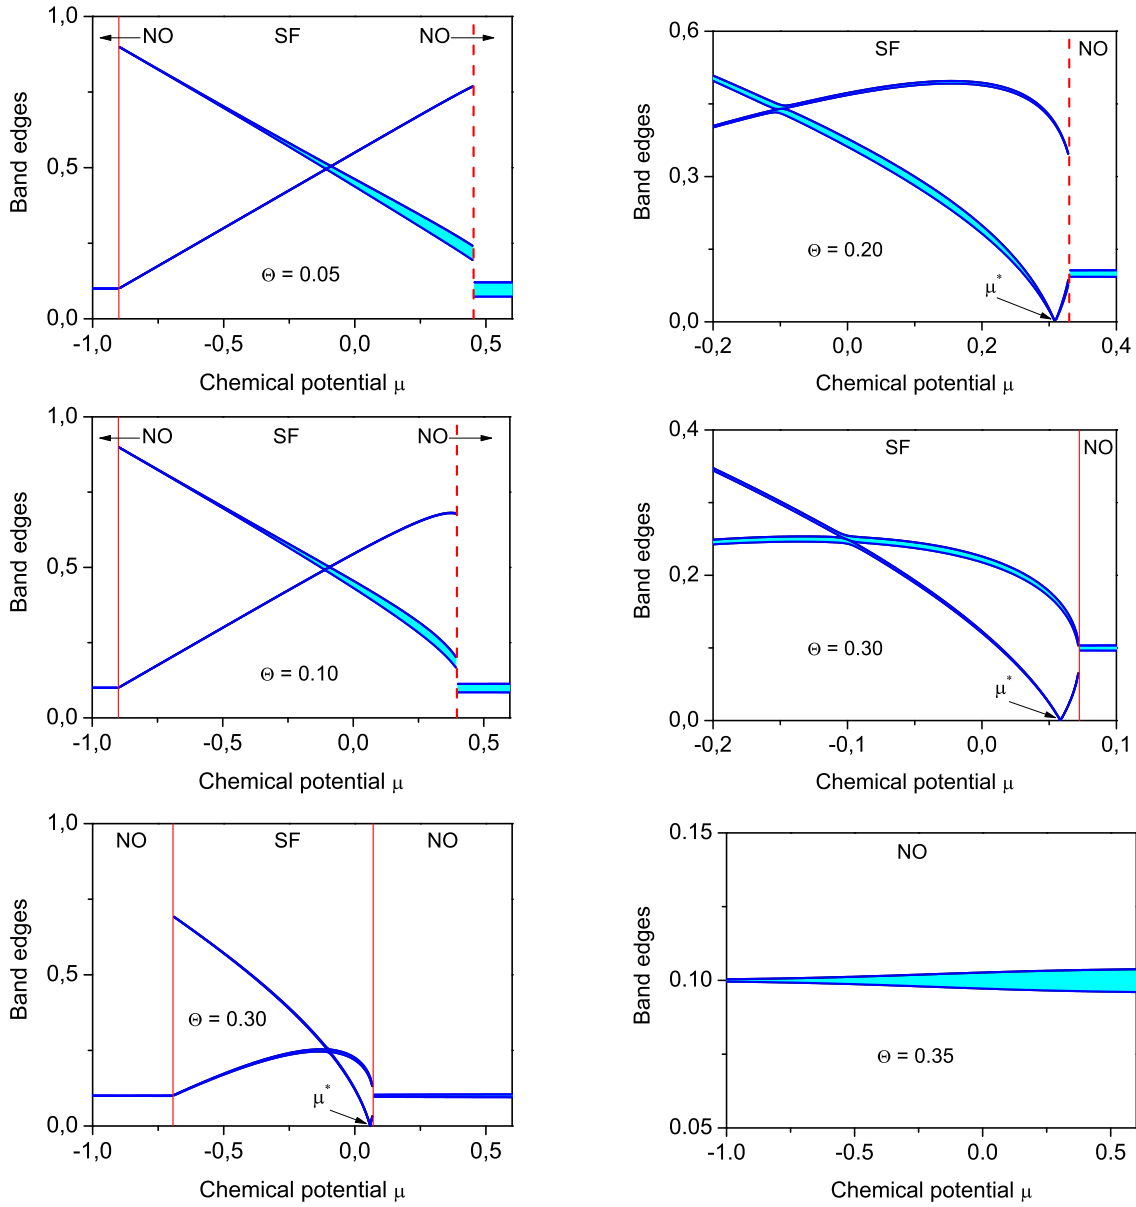 1,0
NO
SF
NO
Band edges
0,5
Θ = 0.05
0,0
-1,0
-0,5
0,0
0,5
Chemical potential μ
0,6
SF
NO
Band edges
0,3
Θ = 0.20
μ*
0,0
-0,2
0,0
0,2
0,4
Chemical potential μ
1,0
NO
SF
NO
Band edges
0,5
Θ = 0.10
0,0
-1,0
-0,5
0,0
0,5
Chemical potential μ
0,4
SF
NO
Band edges
0,2
Θ = 0.30
μ*
0,0
-0,2
-0,1
0,0
0,1
Chemical potential μ
1,0
NO
SF
NO
Band edges
0,5
Θ = 0.30
μ*
0,0
-1,0
-0,5
0,0
0,5
Chemical potential μ
0.15
NO
Band edges
0.10
Θ = 0.35
0.05
-1.0
-0.5
0.0
0.5
Chemical potential μ